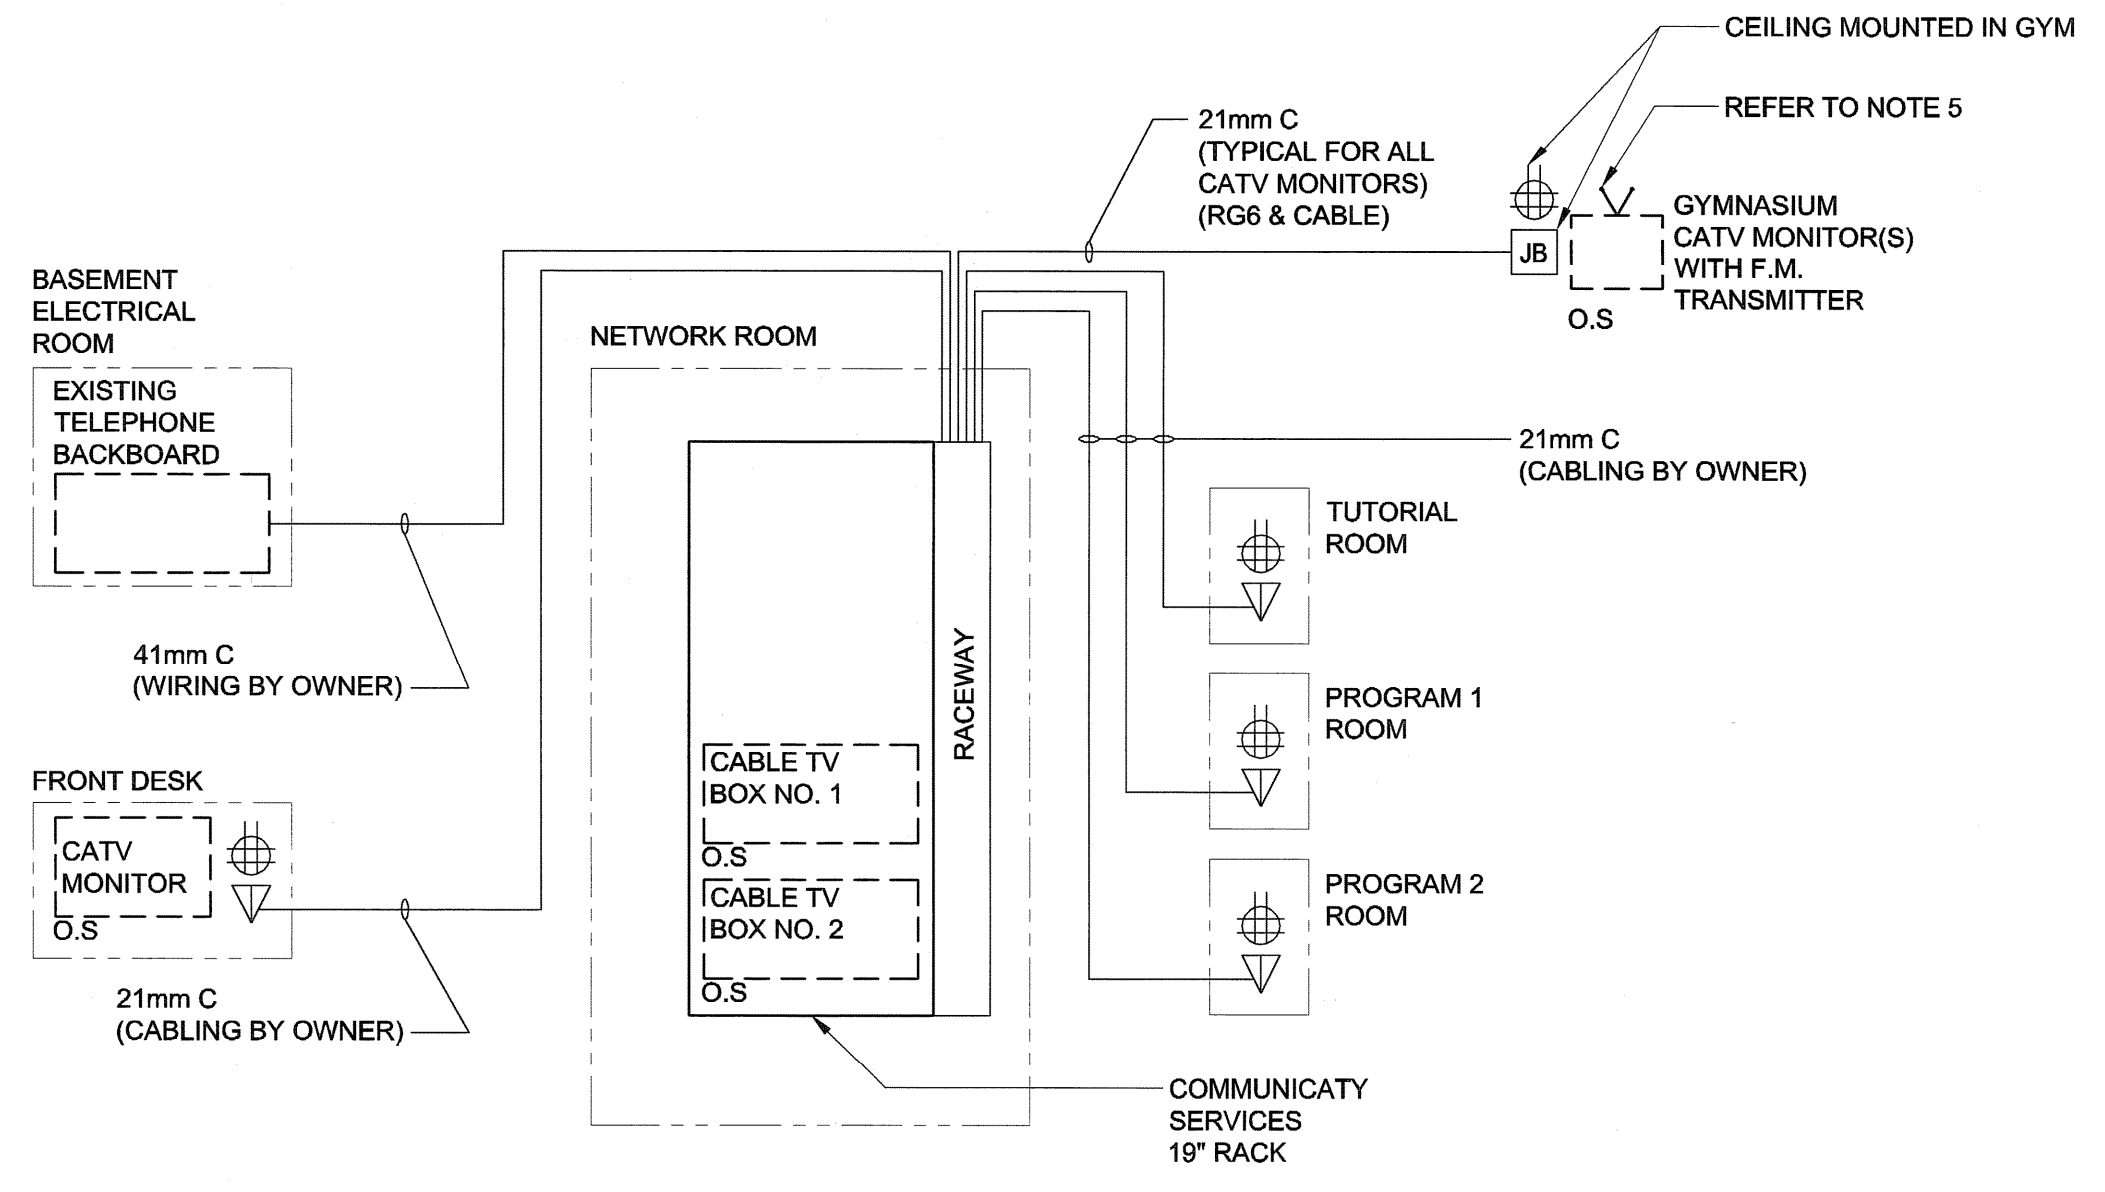 CEILING MOUNTED IN GYM
REFER TO NOTE 5
21mm C
(TYPICAL FOR ALL
CATV MONITORS)
(RG6 & CABLE)
JB
GYMNASIUM
CATV MONITOR(S)
WITH F.M.
TRANSMITTER
O.S
BASEMENT
ELECTRICAL
ROOM
EXISTING
TELEPHONE
BACKBOARD
NETWORK ROOM
21mm C
(CABLING BY OWNER)
TUTORIAL
ROOM
41mm C
(WIRING BY OWNER)
RACEWAY
PROGRAM 1
ROOM
CABLE TV
BOX NO. 1
O.S
CABLE TV
BOX NO. 2
O.S
FRONT DESK
CATV
MONITOR
O.S
PROGRAM 2
ROOM
21mm C
(CABLING BY OWNER)
COMMUNICATY
SERVICES
19" RACK